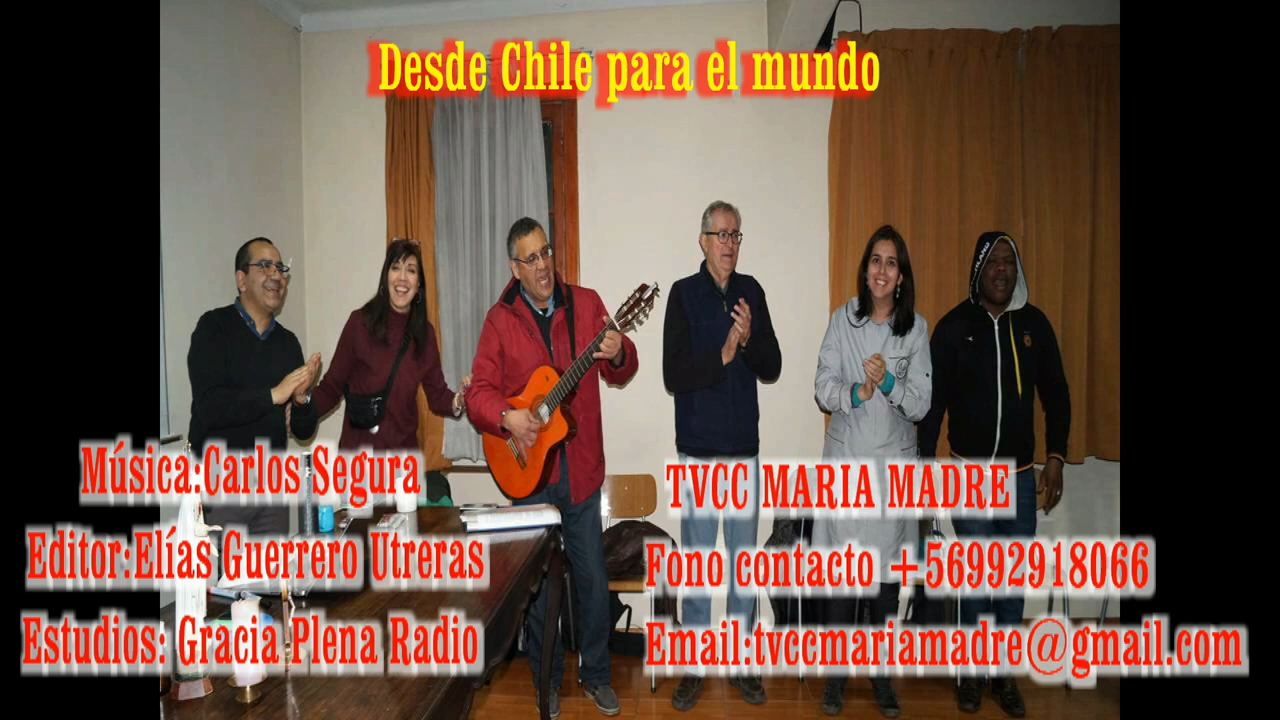 Desde Chile para el mundo
Música:Carlos Segura
Editor:Elías Guerrero Utreras
Estudios: Gracia Plena Radio
TVCC MARIA MADRE
Fono contacto +56992918066
Email:tvccmariamadre@gmail.com